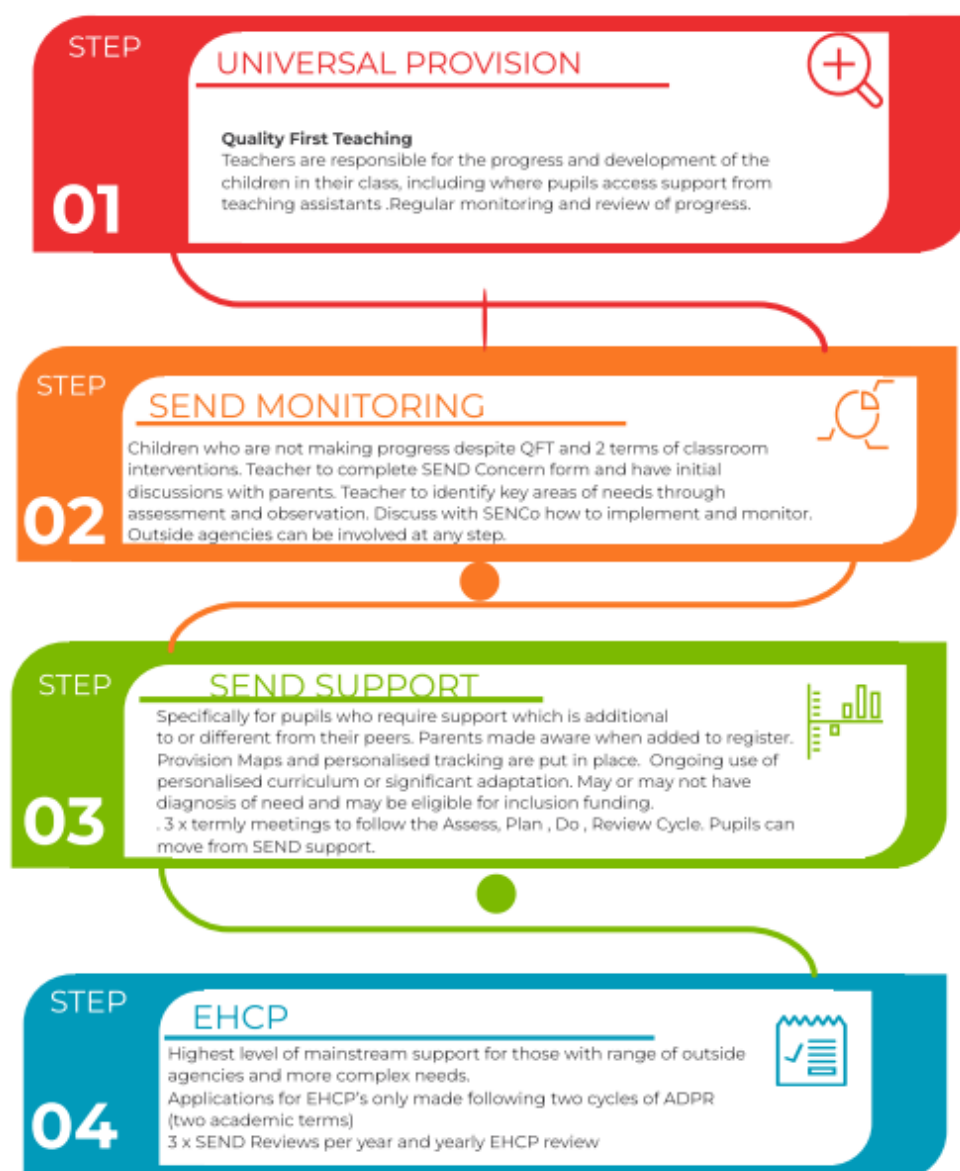 STEP
UNIVERSAL PROVISION
Quality First Teaching
Teachers are responsible for the progress and development of the
children in their class, including where pupils access support from
teaching assistants .Regular monitoring and review of progress.
01
STEP
SEND MONITORING
Children who are not making progress despite QFT and 2 terms of classroom
interventions. Teacher to complete SEND Concern form and have initial
discussions with parents. Teacher to identify key areas of needs through
assessment and observation. Discuss with SENCo how to implement and monitor.
Outside agencies can be involved at any step.
02
STEP
SEND SUPPORT
Specifically for pupils who require support which is additional
to or different from their peers. Parents made aware when added to register.
Provision Maps and personalised tracking are put in place. Ongoing use of
personalised curriculum or significant adaptation. May or may not have
diagnosis of need and may be eligible for inclusion funding.
. 3 x termly meetings to follow the Assess, Plan , Do , Review Cycle. Pupils can
move from SEND support.
03
STEP
EHCP
Highest level of mainstream support for those with range of outside
agencies and more complex needs.
Applications for EHCP's only made following two cycles of ADPR
(two academic terms)
3 x SEND Reviews per year and yearly EHCP review
04